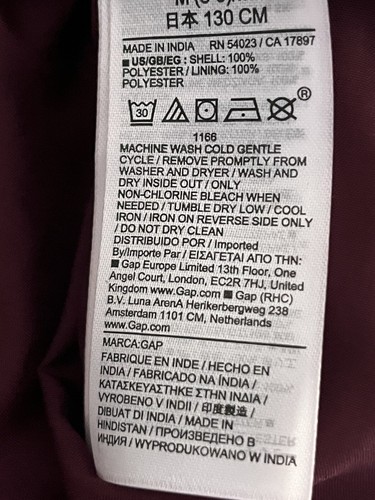 日本 130 CM
MADE IN INDIA RN 54023 / CA 17897
■ US/GB/EG : SHELL: 100%
POLYESTER / LINING: 100%
POLYESTER
30 ®
1166
MACHINE WASH COLD GENTLE
CYCLE / REMOVE PROMPTLY FROM
WASHER AND DRYER / WASH AND
DRY INSIDE OUT / ONLY
NON-CHLORINE BLEACH WHEN
NEEDED / TUMBLE DRY LOW / COOL
IRON / IRON ON REVERSE SIDE ONLY
/ DO NOT DRY CLEAN
DISTRIBUIDO POR / Imported
By/Importe Par / ΕΙΣΑΓΕΤΑΙ ΑΠΟ ΤΗΝ:
■ Gap Europe Limited 13th Floor, One
Angel Court, London, EC2R 7HJ, United
Kingdom www.Gap.com ■ Gap (RHC)
B.V. Luna ArenA Herikerbergweg 238
Amsterdam 1101 CM, Netherlands
www.Gap.com
MARCA:GAP
FABRIQUE EN INDE / HECHO EN
INDIA / FABRICADO NA ÍNDIA /
ΚΑΤΑΣΚΕΥΑΣΤΗΚΕ ΣΤΗΝ ΙΝΔΙΑ /
VYROBENO V INDII / 印度製造 /
DIBUAT DI INDIA / MADE IN
HINDISTAN / ПРОИЗВЕДЕНО В
ИНДИЯ / WYPRODUKOWANO W INDIA